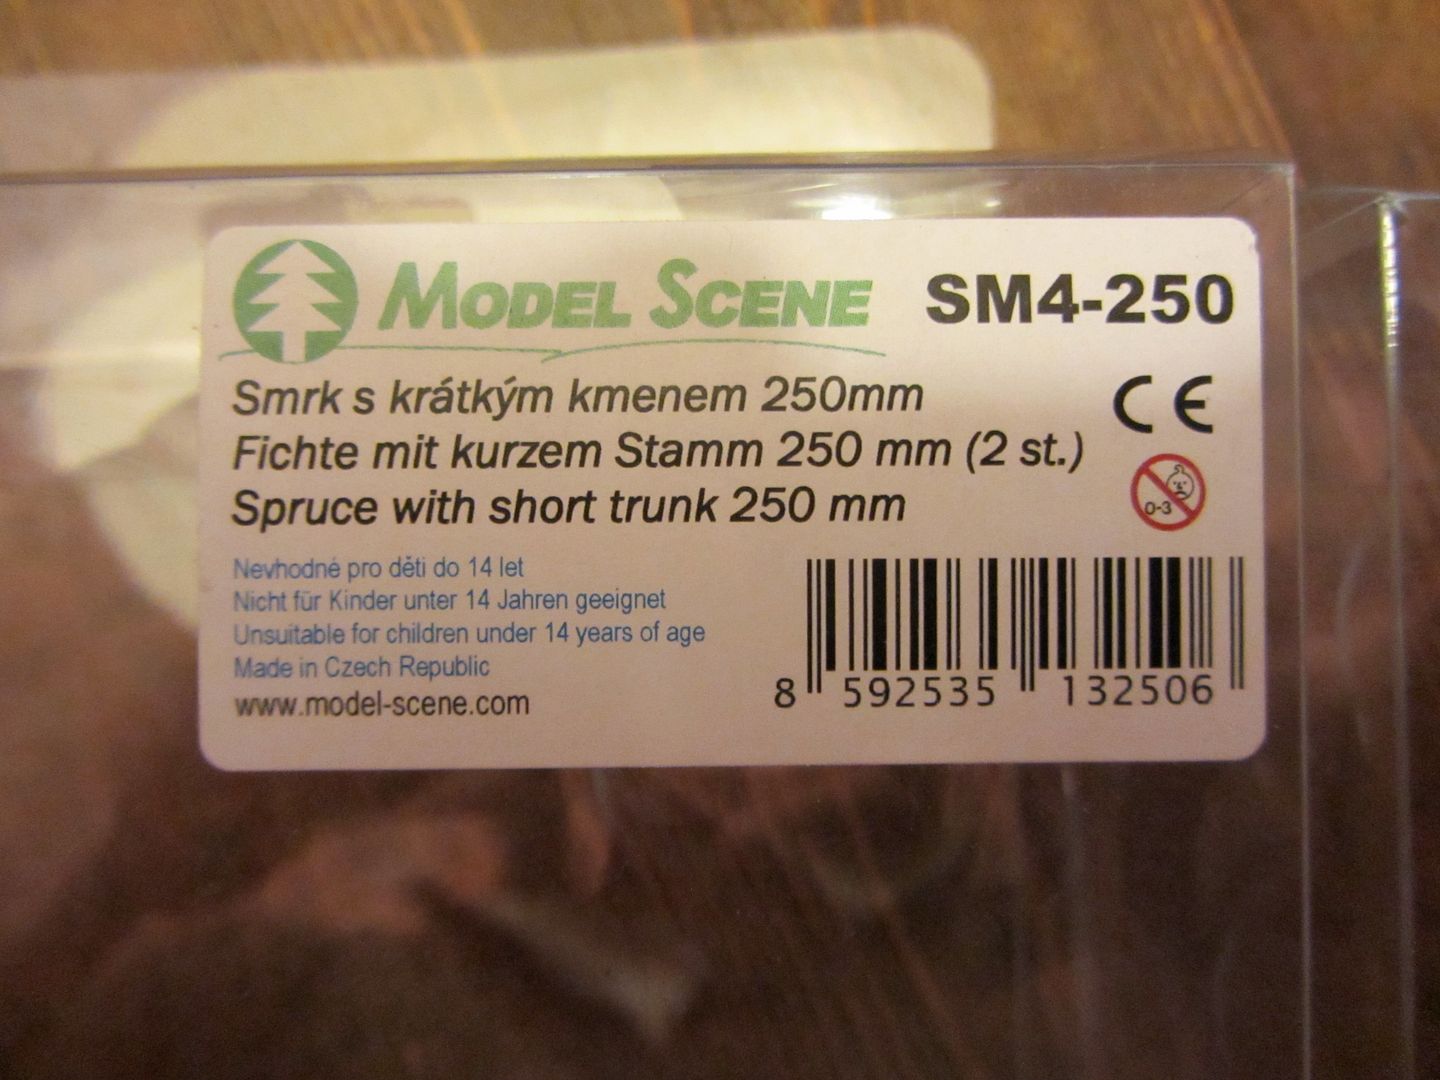 MODEL SCENE SM4-250
Smrk s krátkým kmenem 250mm
Fichte mit kurzem Stamm 250 mm (2 st.)
Spruce with short trunk 250 mm
CE
0-3
Nevhodné pro děti do 14 let
Nicht für Kinder unter 14 Jahren geeignet
Unsuitable for children under 14 years of age
Made in Czech Republic
www.model-scene.com
8 592535 132506